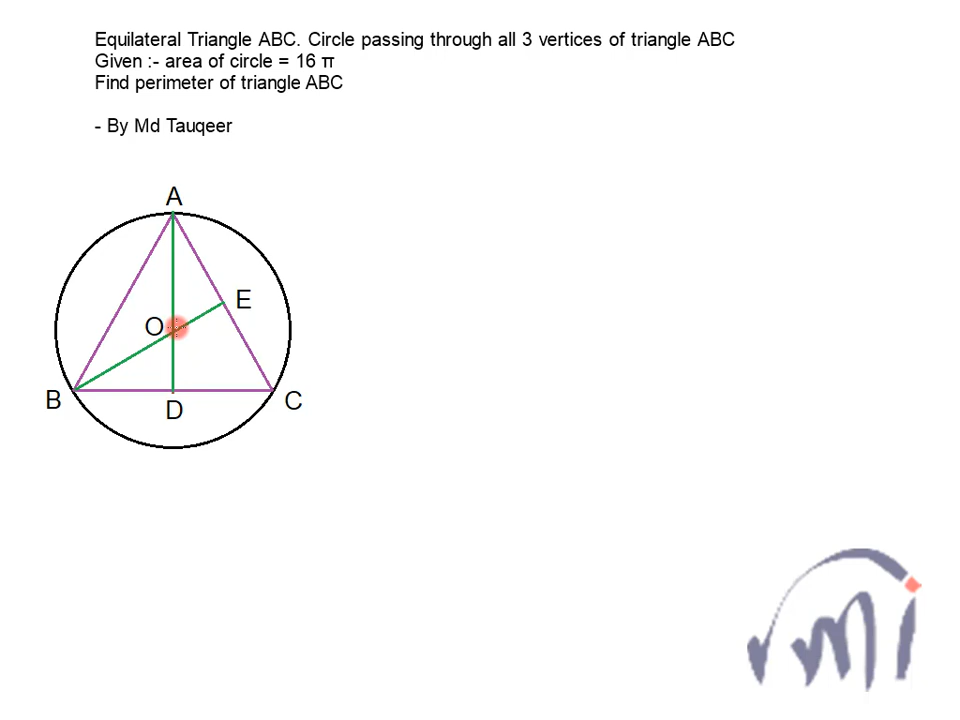 Equilateral Triangle ABC. Circle passing through all 3 vertices of triangle ABC
Given :- area of circle = 16 π
Find perimeter of triangle ABC
- By Md Tauqeer
A
E
O
B
D
C
vmi